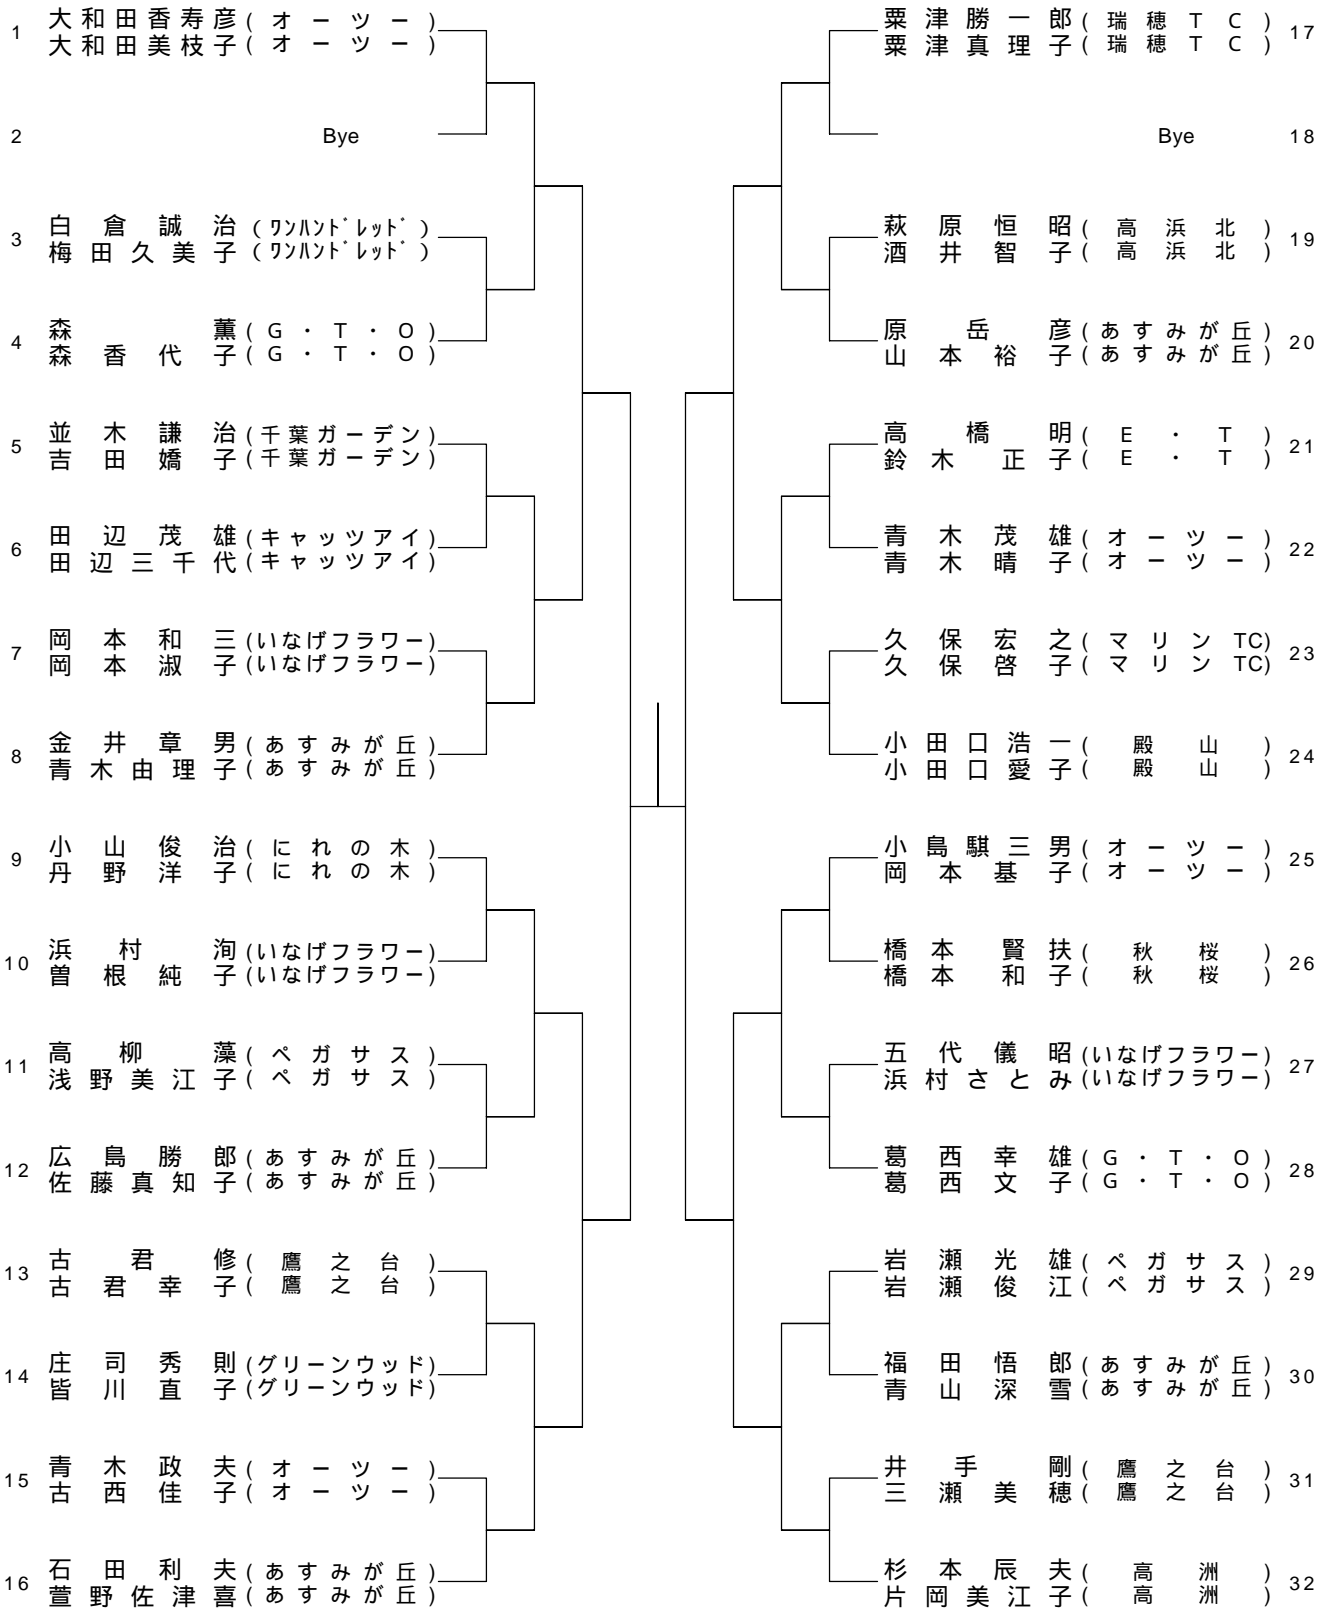 1 大和田香寿彦(オーツー)
大和田美枝子(オーツー)
2 Bye
3 白倉誠治(ﾜﾝﾊﾝﾄﾞﾚｯﾄﾞ)
梅田久美子(ﾜﾝﾊﾝﾄﾞﾚｯﾄﾞ)
4 森薫(G・T・O)
森香代子(G・T・O)
5 並木謙治(千葉ガーデン)
吉田嬌子(千葉ガーデン)
6 田辺茂雄(キャッツアイ)
田辺三千代(キャッツアイ)
7 岡本和三(いなげフラワー)
岡本淑子(いなげフラワー)
8 金井章男(あすみが丘)
青木由理子(あすみが丘)
9 小山俊治(にれの木)
丹野洋子(にれの木)
10 浜村洵(いなげフラワー)
曽根純子(いなげフラワー)
11 高柳藻(ペガサス)
浅野美江子(ペガサス)
12 広島勝郎(あすみが丘)
佐藤真知子(あすみが丘)
13 古君修(鷹之台)
古君幸子(鷹之台)
14 庄司秀則(グリーンウッド)
皆川直子(グリーンウッド)
15 青木政夫(オーツー)
古西佳子(オーツー)
16 石田利夫(あすみが丘)
萱野佐津喜(あすみが丘)
粟津勝一郎(瑞穂TC) 17
粟津真理子(瑞穂TC)
Bye 18
萩原恒昭(高浜北) 19
酒井智子(高浜北)
原岳彦(あすみが丘) 20
山本裕子(あすみが丘)
高橋明(E・T) 21
鈴木正子(E・T)
青木茂雄(オーツー) 22
青木晴子(オーツー)
久保宏之(マリンTC) 23
久保啓子(マリンTC)
小田口浩一(殿山) 24
小田口愛子(殿山)
小島騏三男(オーツー) 25
岡本基子(オーツー)
橋本賢扶(秋桜) 26
橋本和子(秋桜)
五代儀昭(いなげフラワー) 27
浜村さとみ(いなげフラワー)
葛西幸雄(G・T・O) 28
葛西文子(G・T・O)
岩瀬光雄(ペガサス) 29
岩瀬俊江(ペガサス)
福田悟郎(あすみが丘) 30
青山深雪(あすみが丘)
井手剛(鷹之台) 31
三瀬美穂(鷹之台)
杉本辰夫(高洲) 32
片岡美江子(高洲)